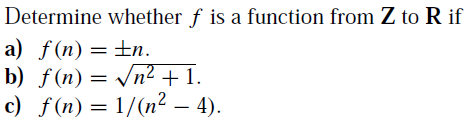 Determine whether f is a function from Z to R if
a) f(n) = ±n.
b) f(n) = √(n² + 1).
c) f(n) = 1/(n² − 4).